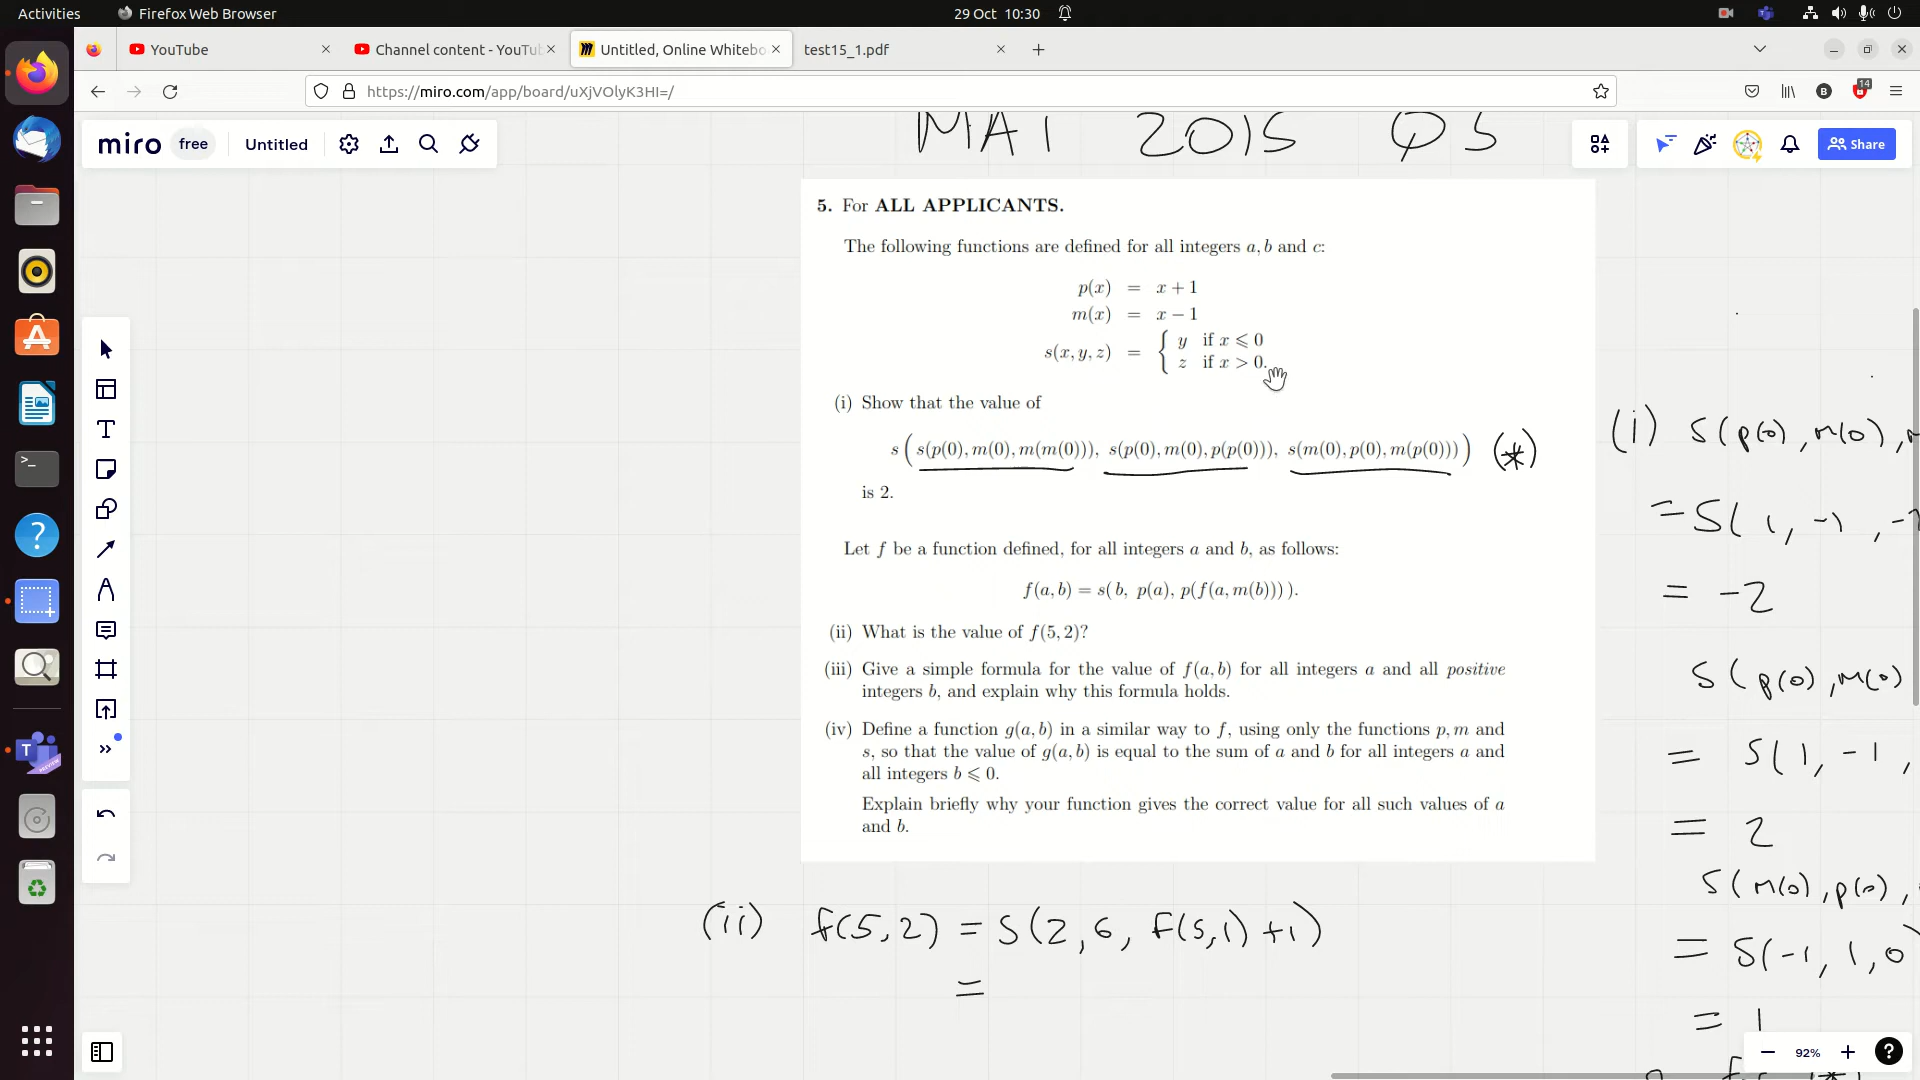 Activities
Firefox Web Browser
29 Oct 10:30
YouTube
Channel content - YouTu
Untitled, Online Whitebo
test15_1.pdf
https://miro.com/app/board/uXjVOlyK3HI=/
14
miro free Untitled
Share
MAT 2015 Q5
5. For ALL APPLICANTS.
The following functions are defined for all integers a, b and c:
p(x) = x + 1
m(x) = x − 1
s(x, y, z) = { y if x ⩽ 0
z if x > 0.
(i) Show that the value of
s ( s(p(0), m(0), m(m(0))), s(p(0), m(0), p(p(0))), s(m(0), p(0), m(p(0))) ) (*)
is 2.
Let f be a function defined, for all integers a and b, as follows:
f(a, b) = s( b, p(a), p(f(a, m(b))) ).
(ii) What is the value of f(5, 2)?
(iii) Give a simple formula for the value of f(a, b) for all integers a and all positive
integers b, and explain why this formula holds.
(iv) Define a function g(a, b) in a similar way to f, using only the functions p, m and
s, so that the value of g(a, b) is equal to the sum of a and b for all integers a and
all integers b ⩽ 0.
Explain briefly why your function gives the correct value for all such values of a
and b.
(ii) f(5,2) = S(2,6, f(5,1)+1)
=
(i) S(p(0), m(0),
= S(1, -1, -2
= -2
S(p(0), m(0)
= S(1, -1,
= 2
S(m(0), p(0),
= S(-1, 1, 0)
= 1
92%